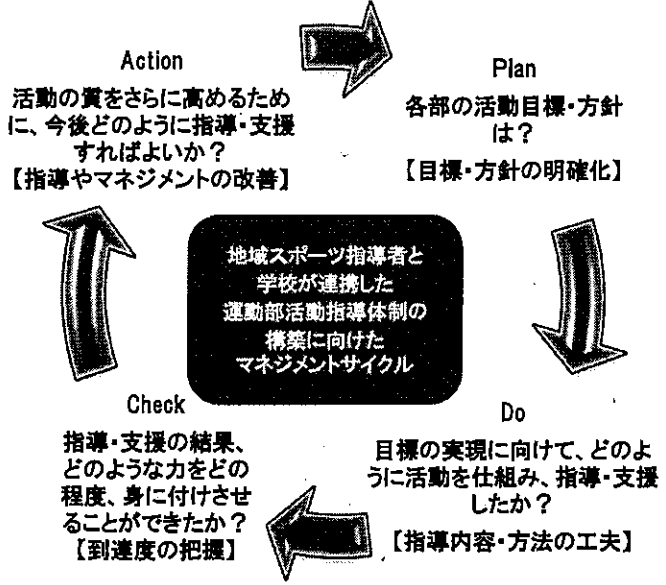 Action
活動の質をさらに高めるため
に、今後どのように指導・支援
すればよいか？
【指導やマネジメントの改善】
Plan
各部の活動目標・方針
は？
【目標・方針の明確化】
地域スポーツ指導者と
学校が連携した
運動部活動指導体制の
構築に向けた
マネジメントサイクル
Check
指導・支援の結果、
どのような力をどの
程度、身に付けさせ
ることができたか？
【到達度の把握】
Do
目標の実現に向けて、どのよ
うに活動を仕組み、指導・支援
したか？
【指導内容・方法の工夫】